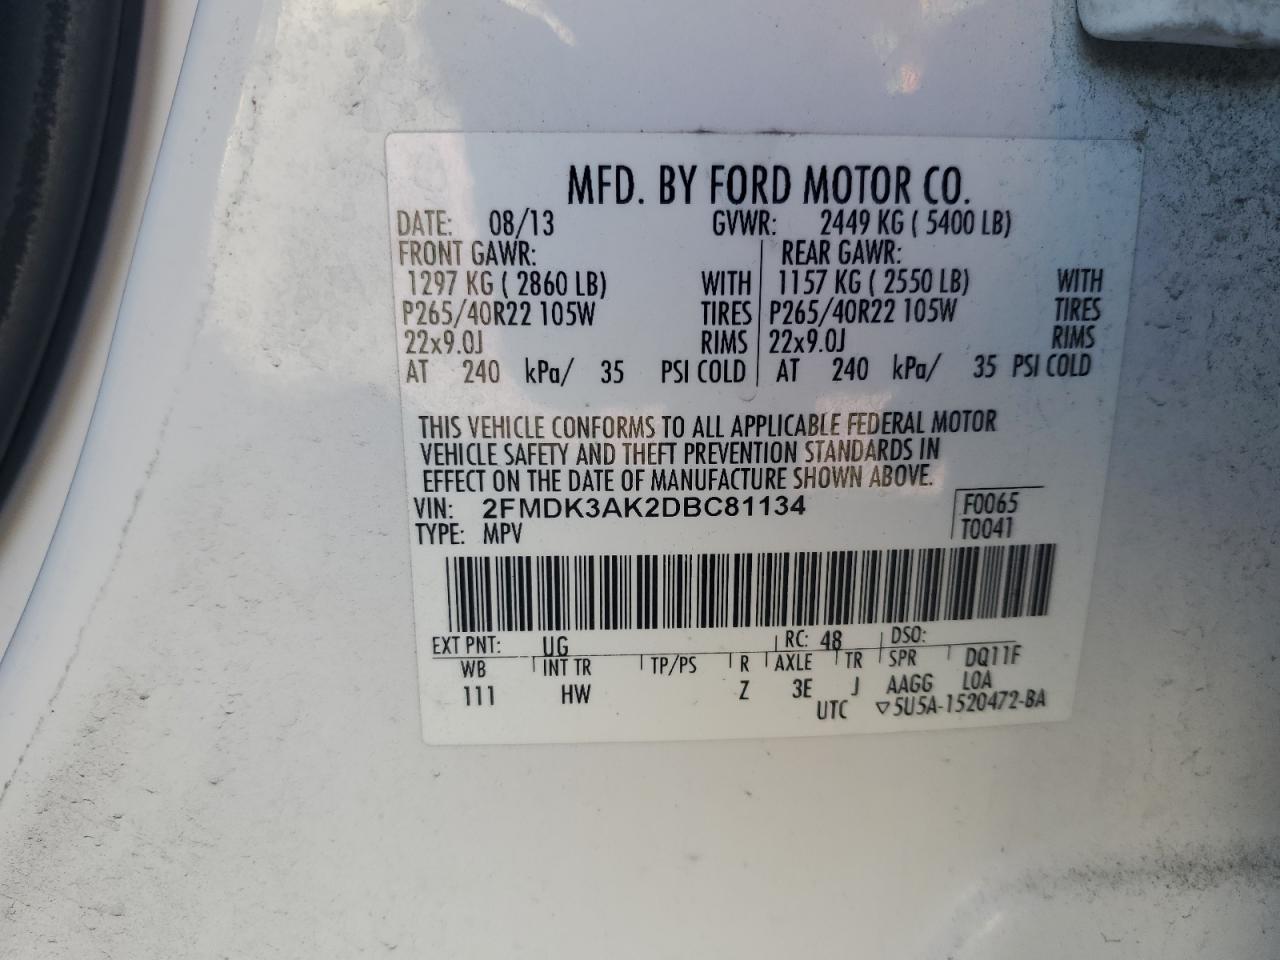 MFD. BY FORD MOTOR CO.
DATE: 08/13 GVWR: 2449 KG ( 5400 LB)
FRONT GAWR: REAR GAWR:
1297 KG ( 2860 LB) WITH 1157 KG ( 2550 LB) WITH
P265/40R22 105W TIRES P265/40R22 105W TIRES
22x9.0J RIMS 22x9.0J RIMS
AT 240 kPa/ 35 PSI COLD AT 240 kPa/ 35 PSI COLD
THIS VEHICLE CONFORMS TO ALL APPLICABLE FEDERAL MOTOR
VEHICLE SAFETY AND THEFT PREVENTION STANDARDS IN
EFFECT ON THE DATE OF MANUFACTURE SHOWN ABOVE.
VIN: 2FMDK3AK2DBC81134 F0065
TYPE: MPV T0041
EXT PNT: UG RC: 48 DSO:
WB INT TR TP/PS R AXLE TR SPR DQ11F
111 HW Z 3E J AAGG LOA
UTC ▽5U5A-1520472-BA